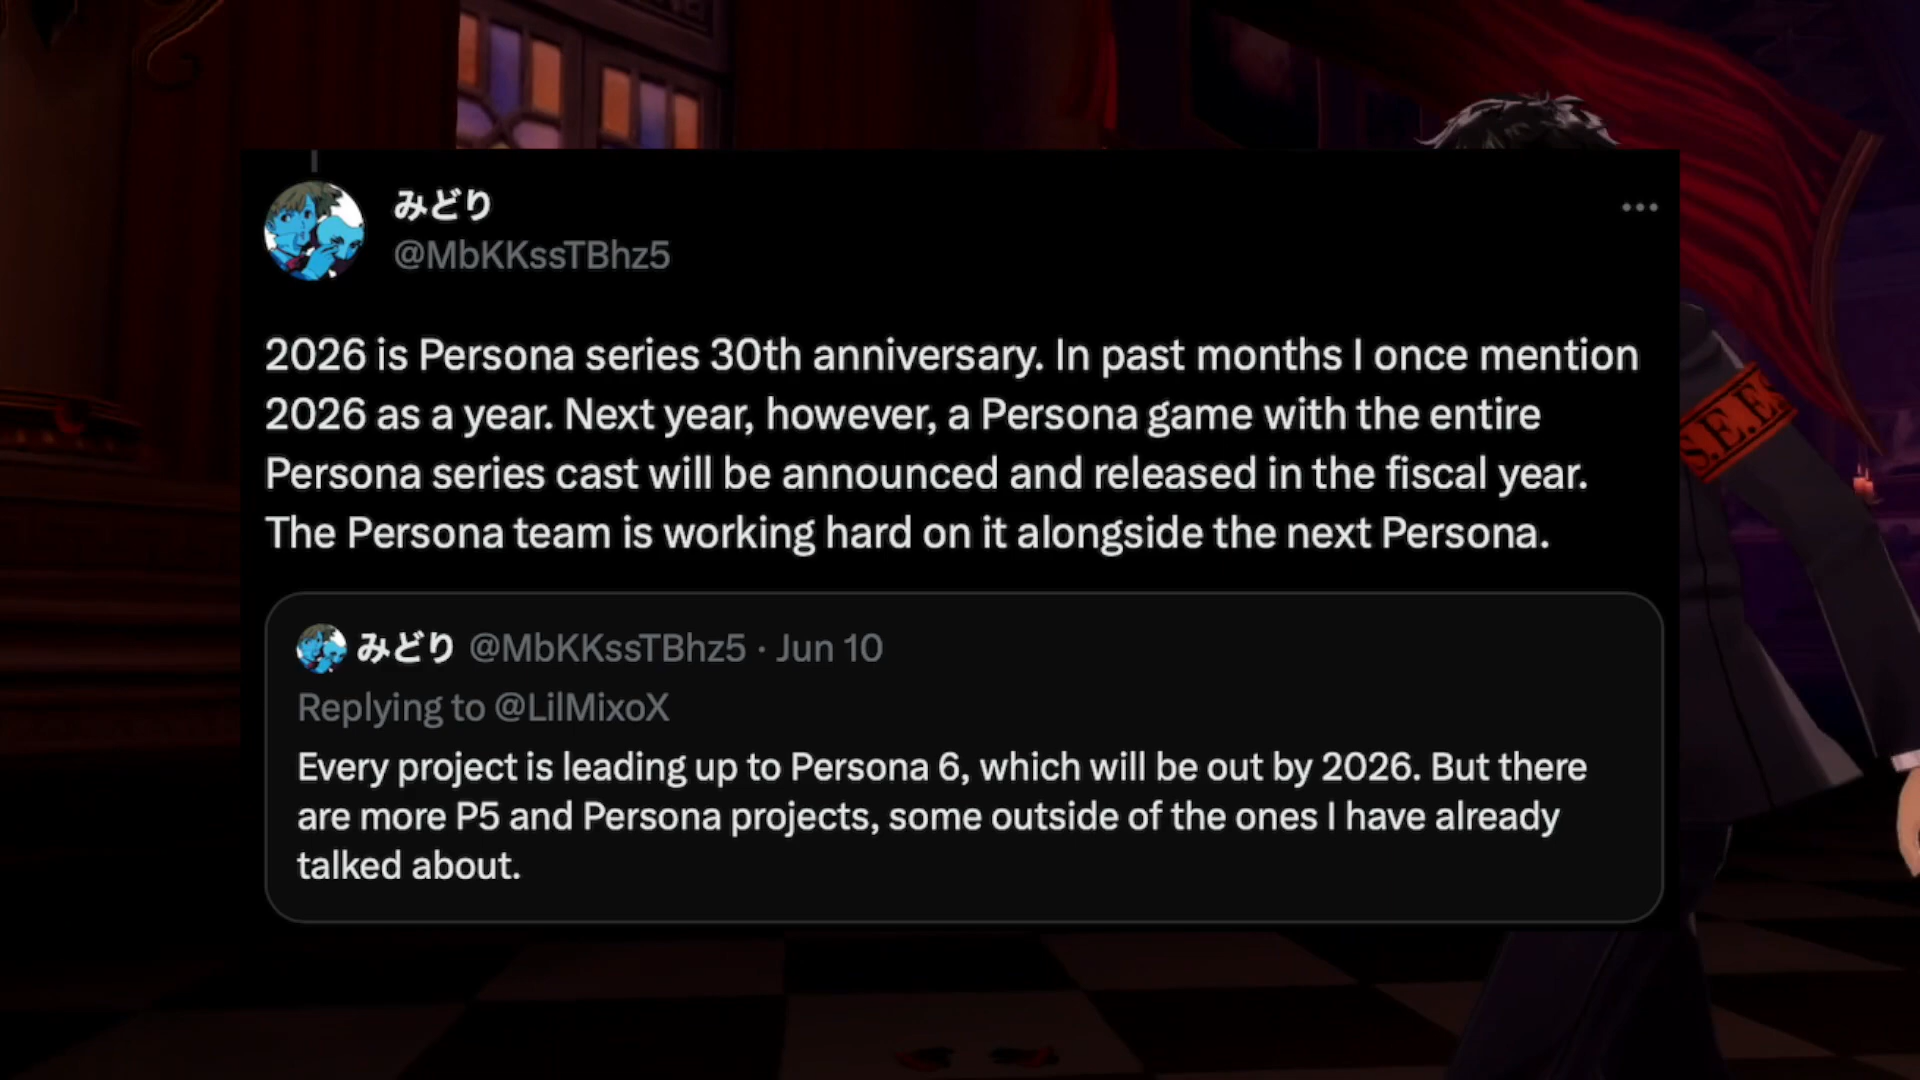 みどり
@MbKKssTBhz5
2026 is Persona series 30th anniversary. In past months I once mention
2026 as a year. Next year, however, a Persona game with the entire
Persona series cast will be announced and released in the fiscal year.
The Persona team is working hard on it alongside the next Persona.
みどり @MbKKssTBhz5 · Jun 10
Replying to @LilMixoX
Every project is leading up to Persona 6, which will be out by 2026. But there
are more P5 and Persona projects, some outside of the ones I have already
talked about.
S.E.E.